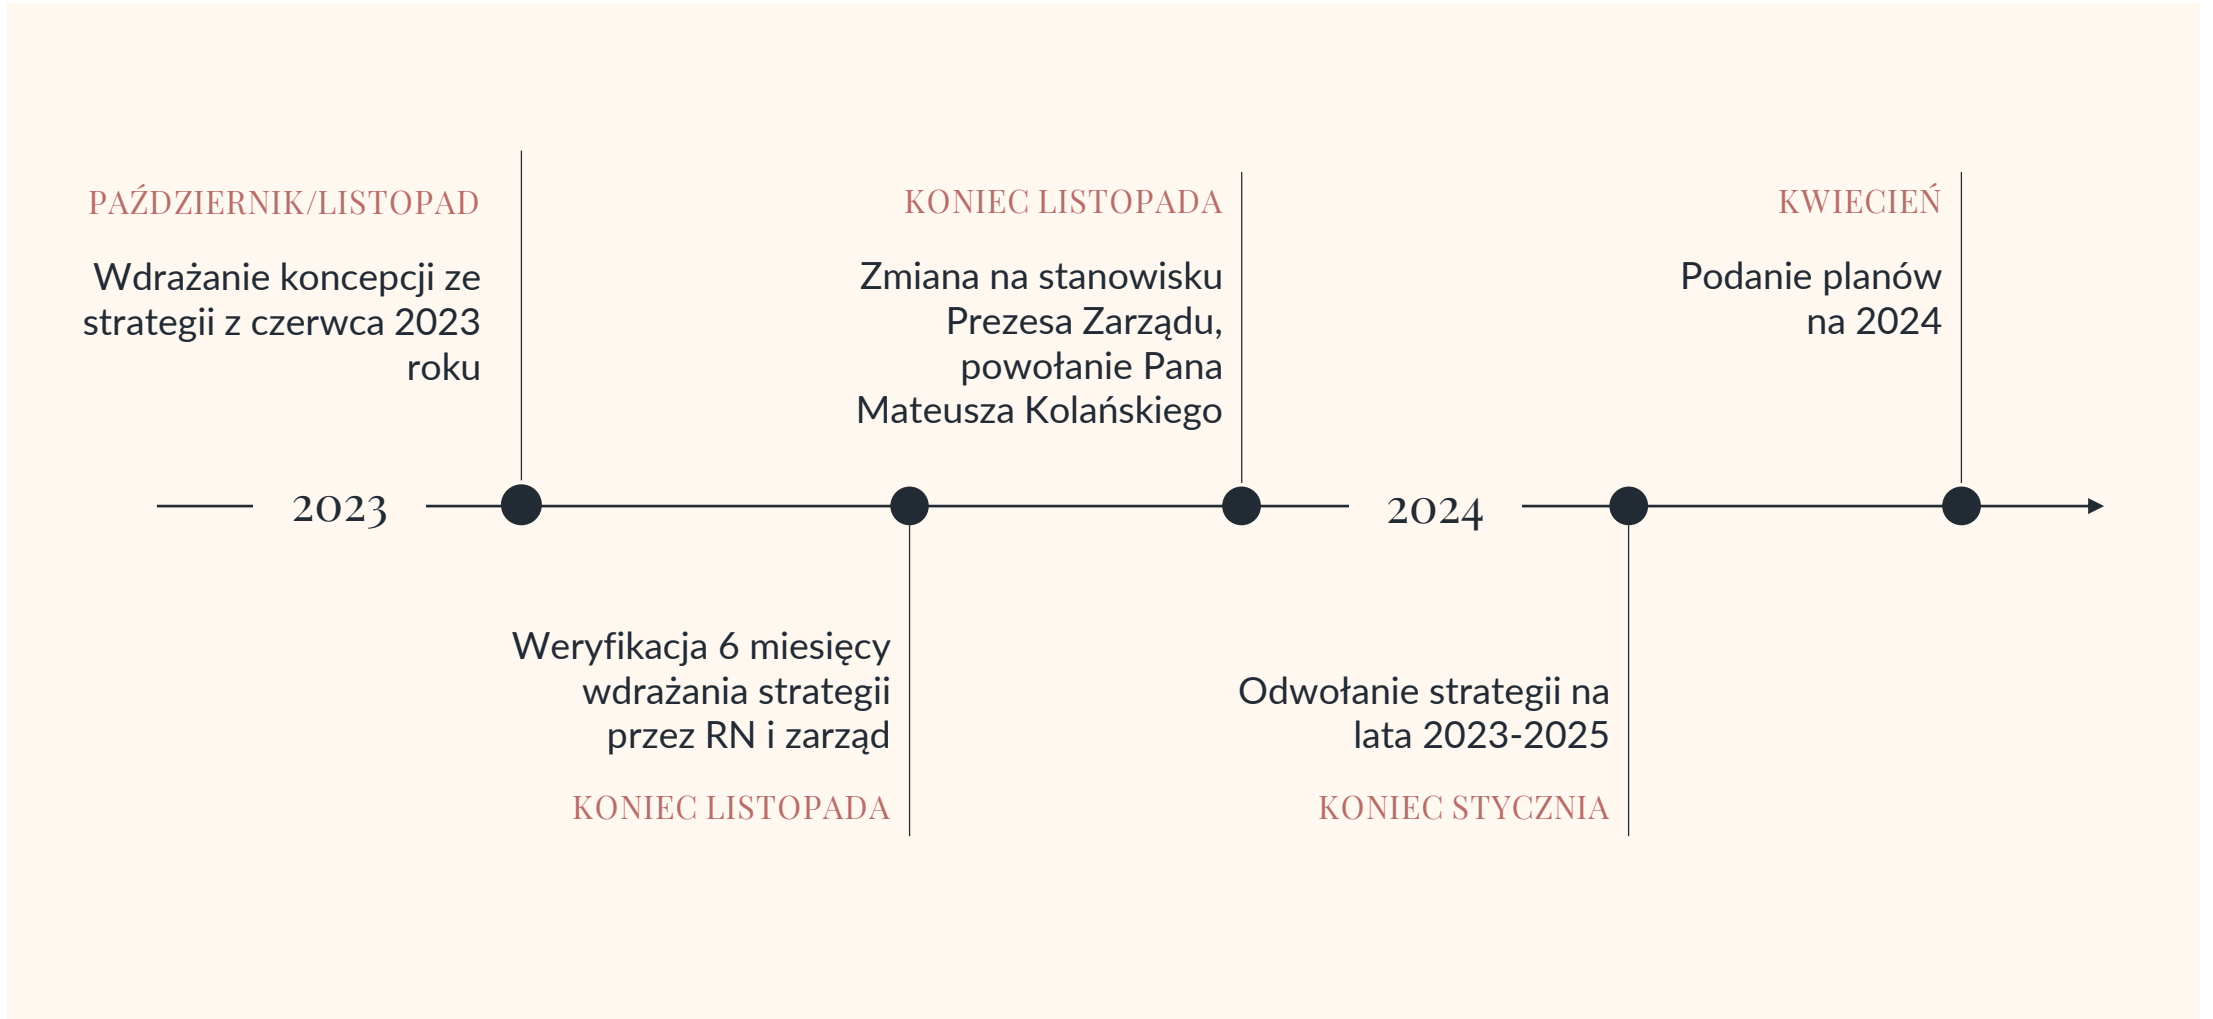 PAŹDZIERNIK/LISTOPAD
Wdrażanie koncepcji ze
strategii z czerwca 2023
roku
KONIEC LISTOPADA
Zmiana na stanowisku
Prezesa Zarządu,
powołanie Pana
Mateusza Kolańskiego
KWIECIEŃ
Podanie planów
na 2024
2023
2024
Weryfikacja 6 miesięcy
wdrażania strategii
przez RN i zarząd
KONIEC LISTOPADA
Odwołanie strategii na
lata 2023-2025
KONIEC STYCZNIA